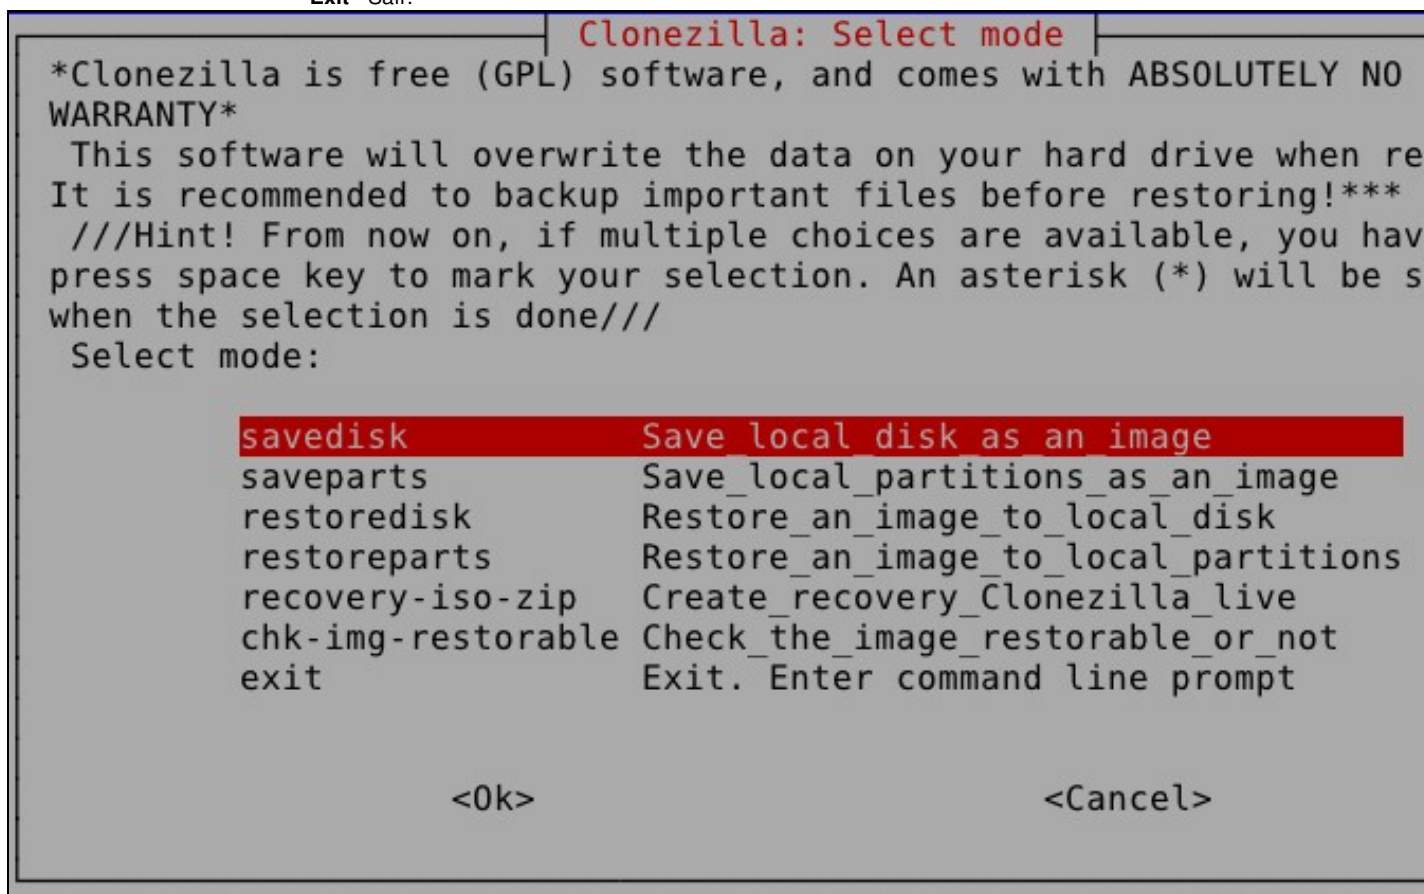 Clonezilla: Select mode
*Clonezilla is free (GPL) software, and comes with ABSOLUTELY NO
WARRANTY*
This software will overwrite the data on your hard drive when re
It is recommended to backup important files before restoring!***
///Hint! From now on, if multiple choices are available, you hav
press space key to mark your selection. An asterisk (*) will be s
when the selection is done///
Select mode:
savedisk Save_local_disk_as_an_image
saveparts Save_local_partitions_as_an_image
restoredisk Restore_an_image_to_local_disk
restoreparts Restore_an_image_to_local_partitions
recovery-iso-zip Create_recovery_Clonezilla_live
chk-img-restorable Check_the_image_restorable_or_not
exit Exit. Enter command line prompt
<Ok> <Cancel>